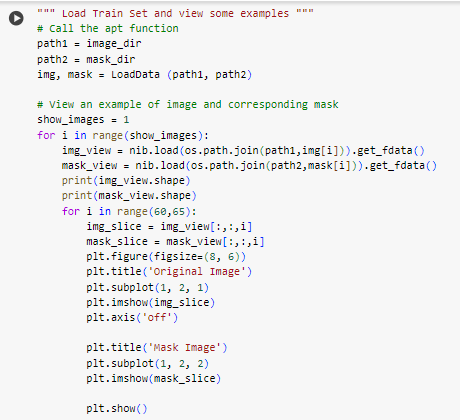 """ Load Train Set and view some examples """
# Call the apt function
path1 = image_dir
path2 = mask_dir
img, mask = LoadData (path1, path2)

# View an example of image and corresponding mask
show_images = 1
for i in range(show_images):
    img_view = nib.load(os.path.join(path1,img[i])).get_fdata()
    mask_view = nib.load(os.path.join(path2,mask[i])).get_fdata()
    print(img_view.shape)
    print(mask_view.shape)
    for i in range(60,65):
        img_slice = img_view[:,:,i]
        mask_slice = mask_view[:,:,i]
        plt.figure(figsize=(8, 6))
        plt.title('Original Image')
        plt.subplot(1, 2, 1)
        plt.imshow(img_slice)
        plt.axis('off')

        plt.title('Mask Image')
        plt.subplot(1, 2, 2)
        plt.imshow(mask_slice)

        plt.show()